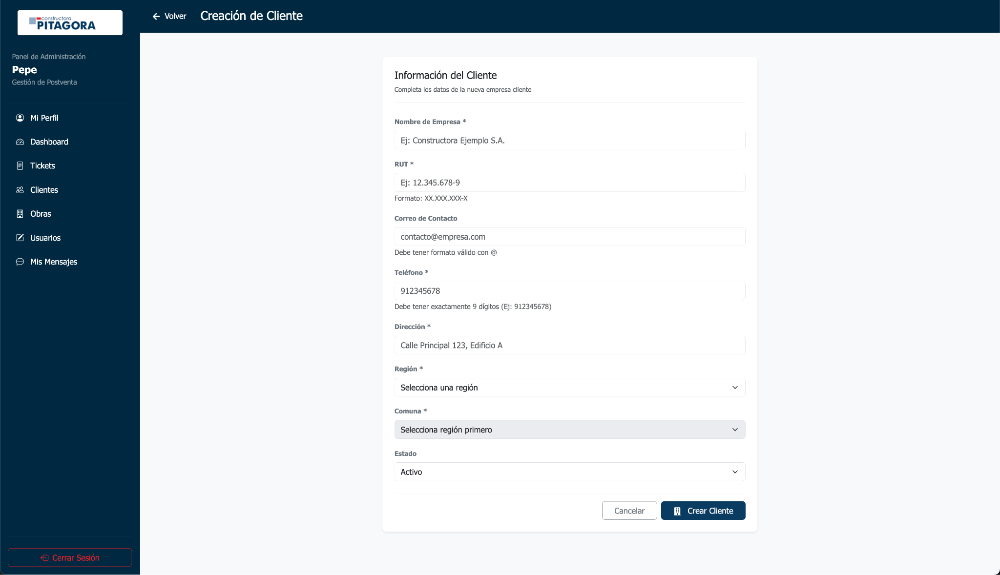 constructora
PITAGORA
Panel de Administración
Pepe
Gestión de Postventa
Mi Perfil
Dashboard
Tickets
Clientes
Obras
Usuarios
Mis Mensajes
Cerrar Sesión
Volver
Creación de Cliente
Información del Cliente
Completa los datos de la nueva empresa cliente
Nombre de Empresa *
Ej: Constructora Ejemplo S.A.
RUT *
Ej: 12.345.678-9
Formato: XX.XXX.XXX-X
Correo de Contacto
contacto@empresa.com
Debe tener formato válido con @
Teléfono *
912345678
Debe tener exactamente 9 dígitos (Ej: 912345678)
Dirección *
Calle Principal 123, Edificio A
Región *
Selecciona una región
Comuna *
Selecciona región primero
Estado
Activo
Cancelar
Crear Cliente